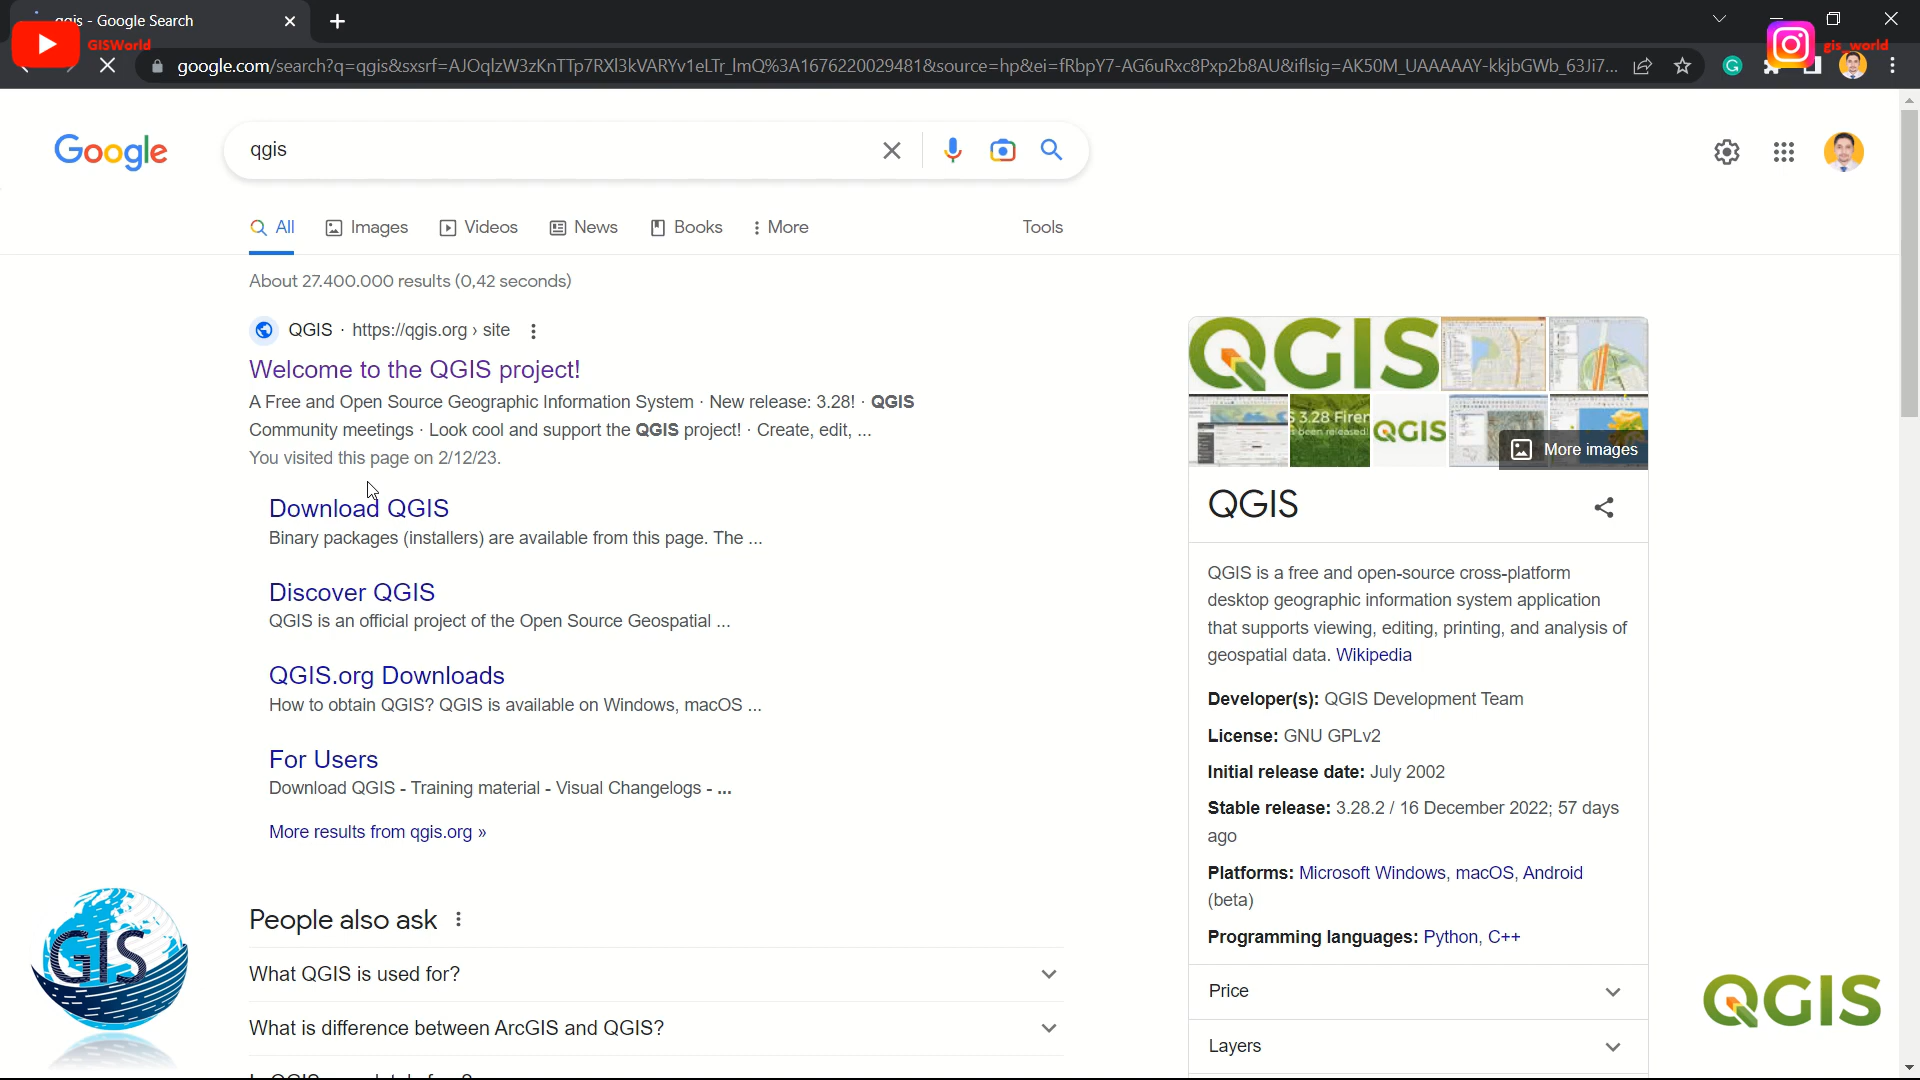 qgis - Google Search
GISWorld
gis_world
google.com/search?q=qgis&sxsrf=AJOqlzW3zKnTTp7RXl3kVARYv1eLTr_lmQ%3A1676220029481&source=hp&ei=fRbpY7-AG6uRxc8Pxp2b8AU&iflsig=AK50M_UAAAAAY-kkjbGWb_63Ji7...
Google
qgis
All
Images
Videos
News
Books
More
Tools
About 27.400.000 results (0,42 seconds)
QGIS · https://qgis.org › site
Welcome to the QGIS project!
A Free and Open Source Geographic Information System · New release: 3.28! · QGIS
Community meetings · Look cool and support the QGIS project! · Create, edit, ...
You visited this page on 2/12/23.
Download QGIS
Binary packages (installers) are available from this page. The ...
Discover QGIS
QGIS is an official project of the Open Source Geospatial ...
QGIS.org Downloads
How to obtain QGIS? QGIS is available on Windows, macOS ...
For Users
Download QGIS - Training material - Visual Changelogs - ...
More results from qgis.org »
People also ask
What QGIS is used for?
What is difference between ArcGIS and QGIS?
QGIS
3.28
been released!
QGIS
More images
QGIS
QGIS is a free and open-source cross-platform
desktop geographic information system application
that supports viewing, editing, printing, and analysis of
geospatial data. Wikipedia
Developer(s): QGIS Development Team
License: GNU GPLv2
Initial release date: July 2002
Stable release: 3.28.2 / 16 December 2022; 57 days
ago
Platforms: Microsoft Windows, macOS, Android
(beta)
Programming languages: Python, C++
Price
Layers
GIS
QGIS